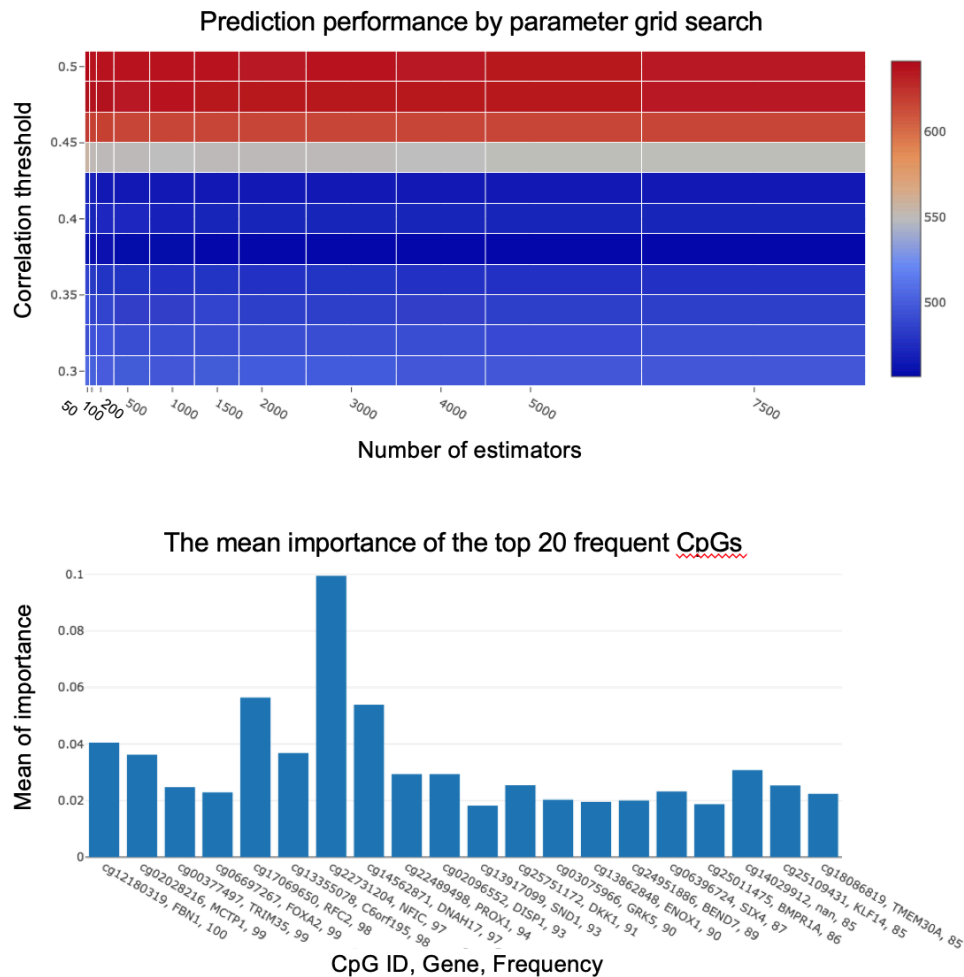 Prediction performance by parameter grid search
Correlation threshold
0.5
0.45
0.4
0.35
0.3
600
550
500
50 100 200 500 1000 1500 2000 3000 4000 5000 7500
Number of estimators
The mean importance of the top 20 frequent CpGs
Mean of importance
0.1
0.08
0.06
0.04
0.02
0
cg12180319, FBN1, 100
cg02028216, MCTP1, 99
cg00377497, TRIM35, 99
cg06697267, FOXA2, 99
cg17069650, RFC2, 98
cg13355078, C6orf195, 98
cg22731204, NFIC, 97
cg14562871, DNAH17, 97
cg22489498, PROX1, 94
cg02096552, DISP1, 93
cg13917099, SND1, 93
cg25751172, DKK1, 91
cg03075966, GRK5, 90
cg13862848, ENOX1, 90
cg24951886, BEND7, 89
cg06396724, SIX4, 87
cg25011475, BMPR1A, 86
cg14029912, nan, 85
cg25109431, KLF14, 85
cg18086819, TMEM30A, 85
CpG ID, Gene, Frequency